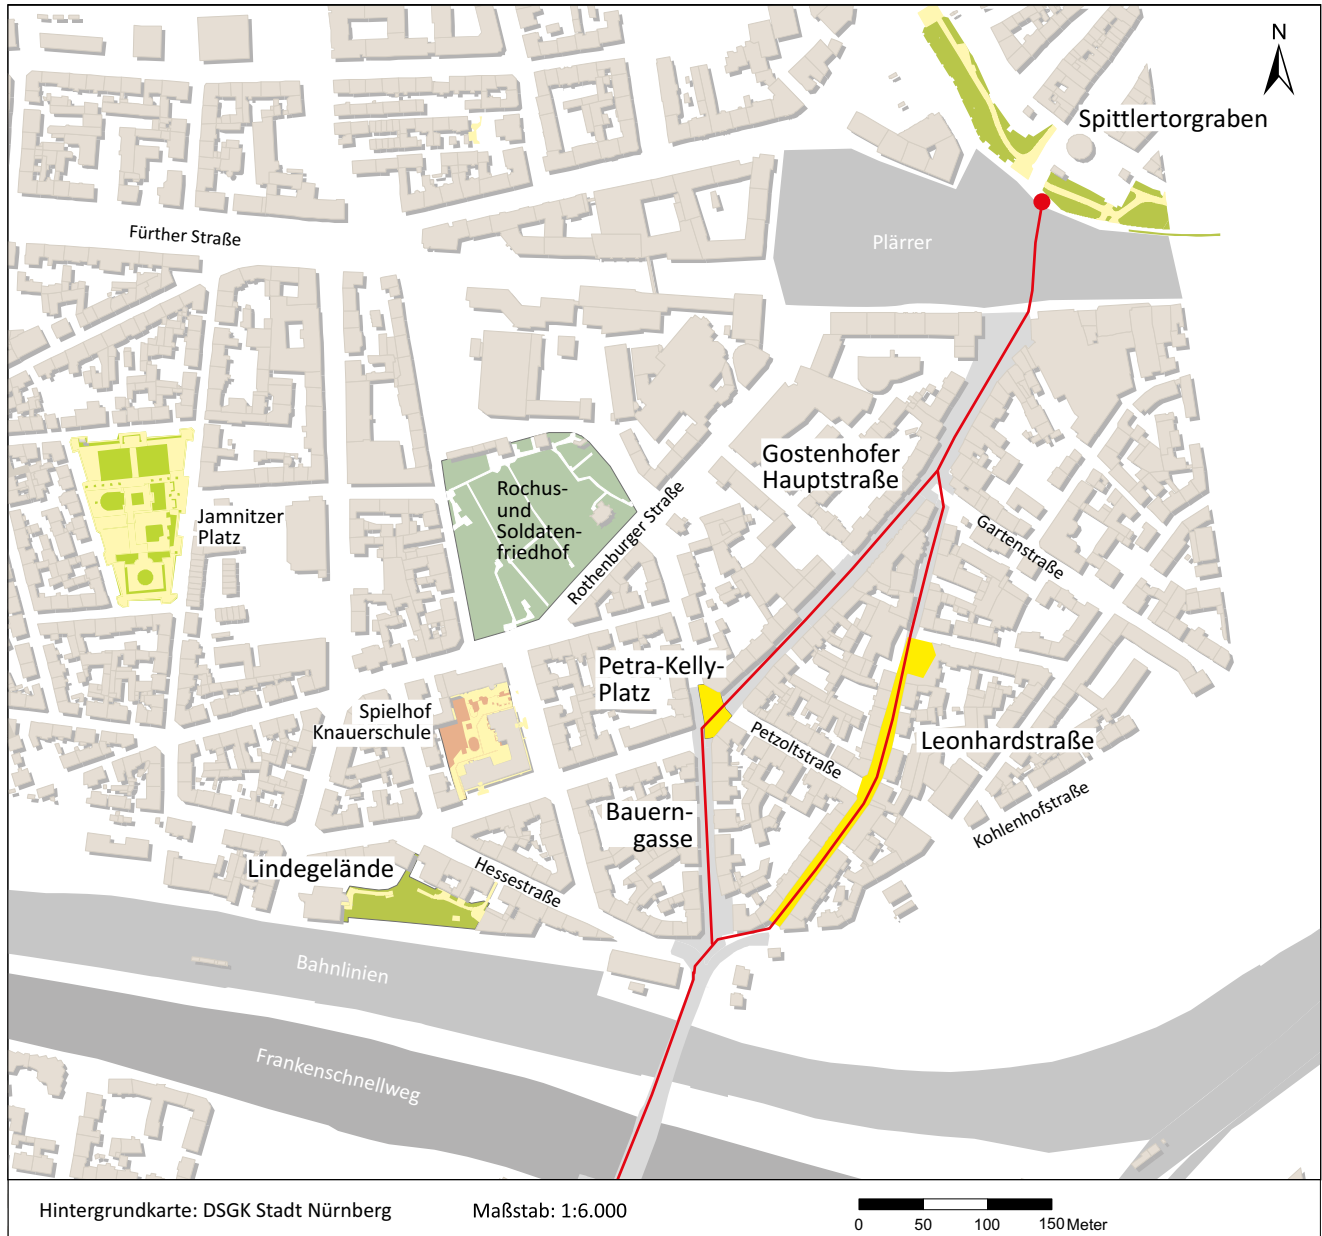 N
Spittlertorgraben
Fürther Straße
Plärrer
Gostenhofer
Hauptstraße
Rochus-
und
Soldaten-
friedhof
Rothenburger Straße
Jamnitzer
Platz
Gartenstraße
Petra-Kelly-
Platz
Spielhof
Knauerschule
Petzoltstraße
Leonhardstraße
Bauern-
gasse
Kohlenhofstraße
Lindegelände
Hessestraße
Bahnlinien
Frankenschnellweg
Hintergrundkarte: DSGK Stadt Nürnberg
Maßstab: 1:6.000
0 50 100 150 Meter